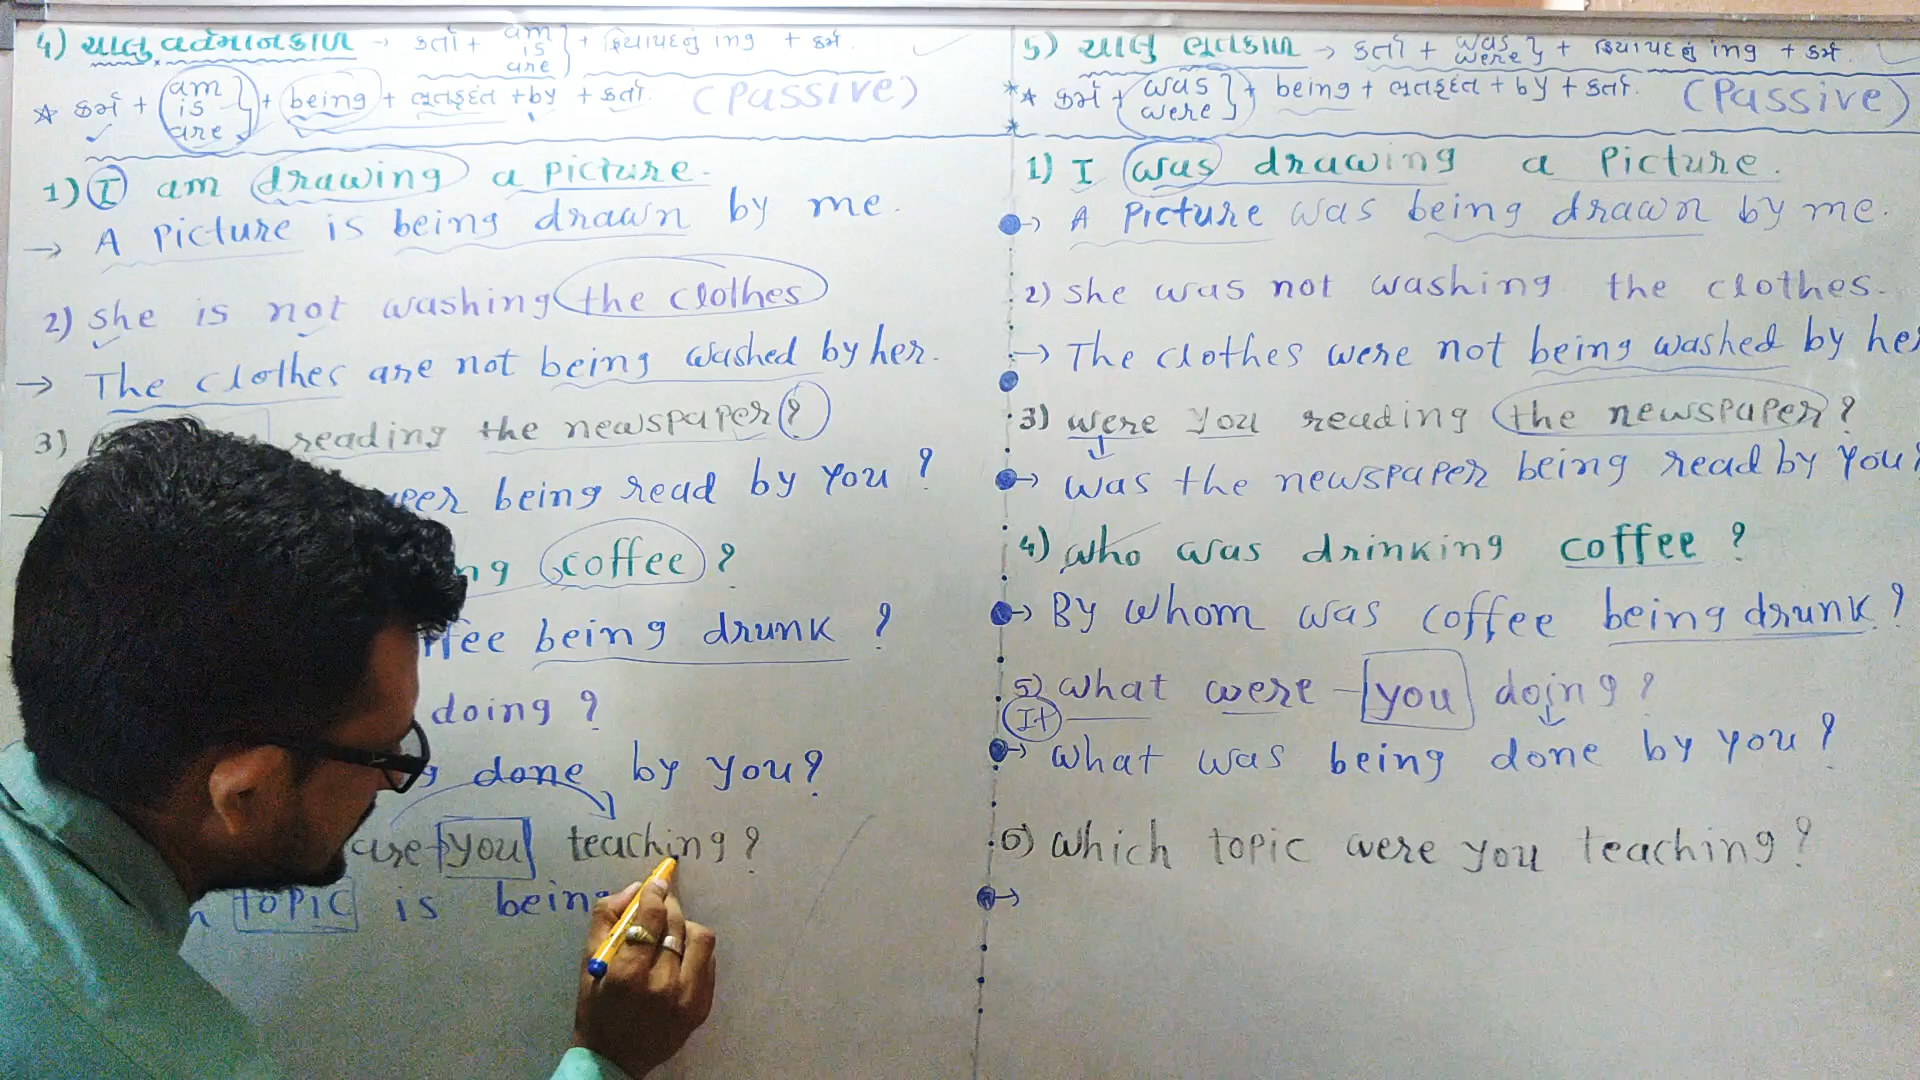 4) ચાલુ વર્તમાનકાળ → કર્તા + am is are } + ક્રિયાપદનું ing + કર્મ.
* કર્મ + (am is are) + being + ભૂતકૃદંત + by + કર્તા. (Passive)
1) I am drawing a picture.
→ A picture is being drawn by me.
2) she is not washing the clothes
→ The clothes are not being washed by her.
3) reading the newspaper?
being read by you?
coffee?
being drunk?
doing?
done by you?
are you teaching?
topic is being
5) ચાલુ ભૂતકાળ → કર્તા + was were } + ક્રિયાપદનું ing + કર્મ.
* કર્મ + (was were) + being + ભૂતકૃદંત + by + કર્તા. (Passive)
1) I was drawing a picture.
→ A picture was being drawn by me.
2) she was not washing the clothes.
→ The clothes were not being washed by her
3) were you reading the newspaper?
→ was the newspaper being read by you?
4) who was drinking coffee?
→ By whom was coffee being drunk?
5) what were you doing?
It
→ what was being done by you?
6) which topic were you teaching?
→